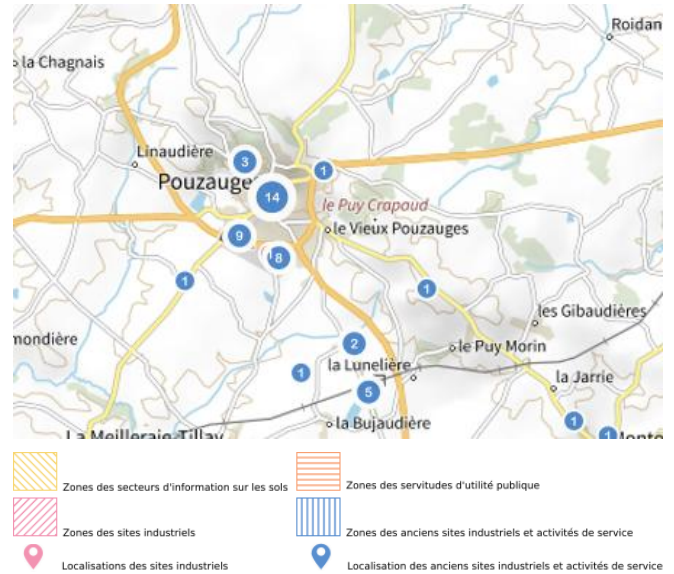 Roidan
la Chagnais
Linaudière
3
1
Pouzauges
14
le Puy Crapaud
9
le Vieux Pouzauges
8
1
1
les Gibaudières
mondière
2
le Puy Morin
1
la Lunelière
la Jarrie
5
la Bujaudière
1
La Meilleraie-Tillay
1
Monto
Zones des secteurs d'information sur les sols
Zones des servitudes d'utilité publique
Zones des sites industriels
Zones des anciens sites industriels et activités de service
Localisations des sites industriels
Localisation des anciens sites industriels et activités de service